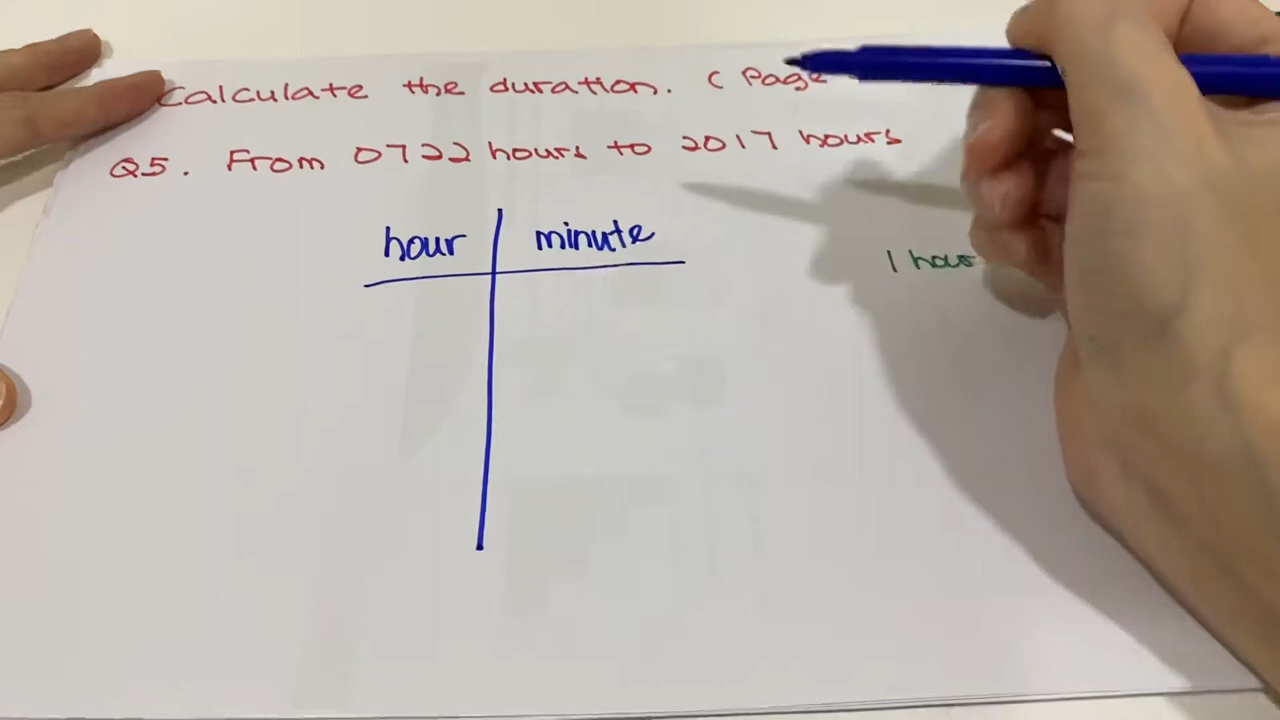 Calculate the duration. (Page
Q5. From 0722 hours to 2017 hours
hour minute
1 hour